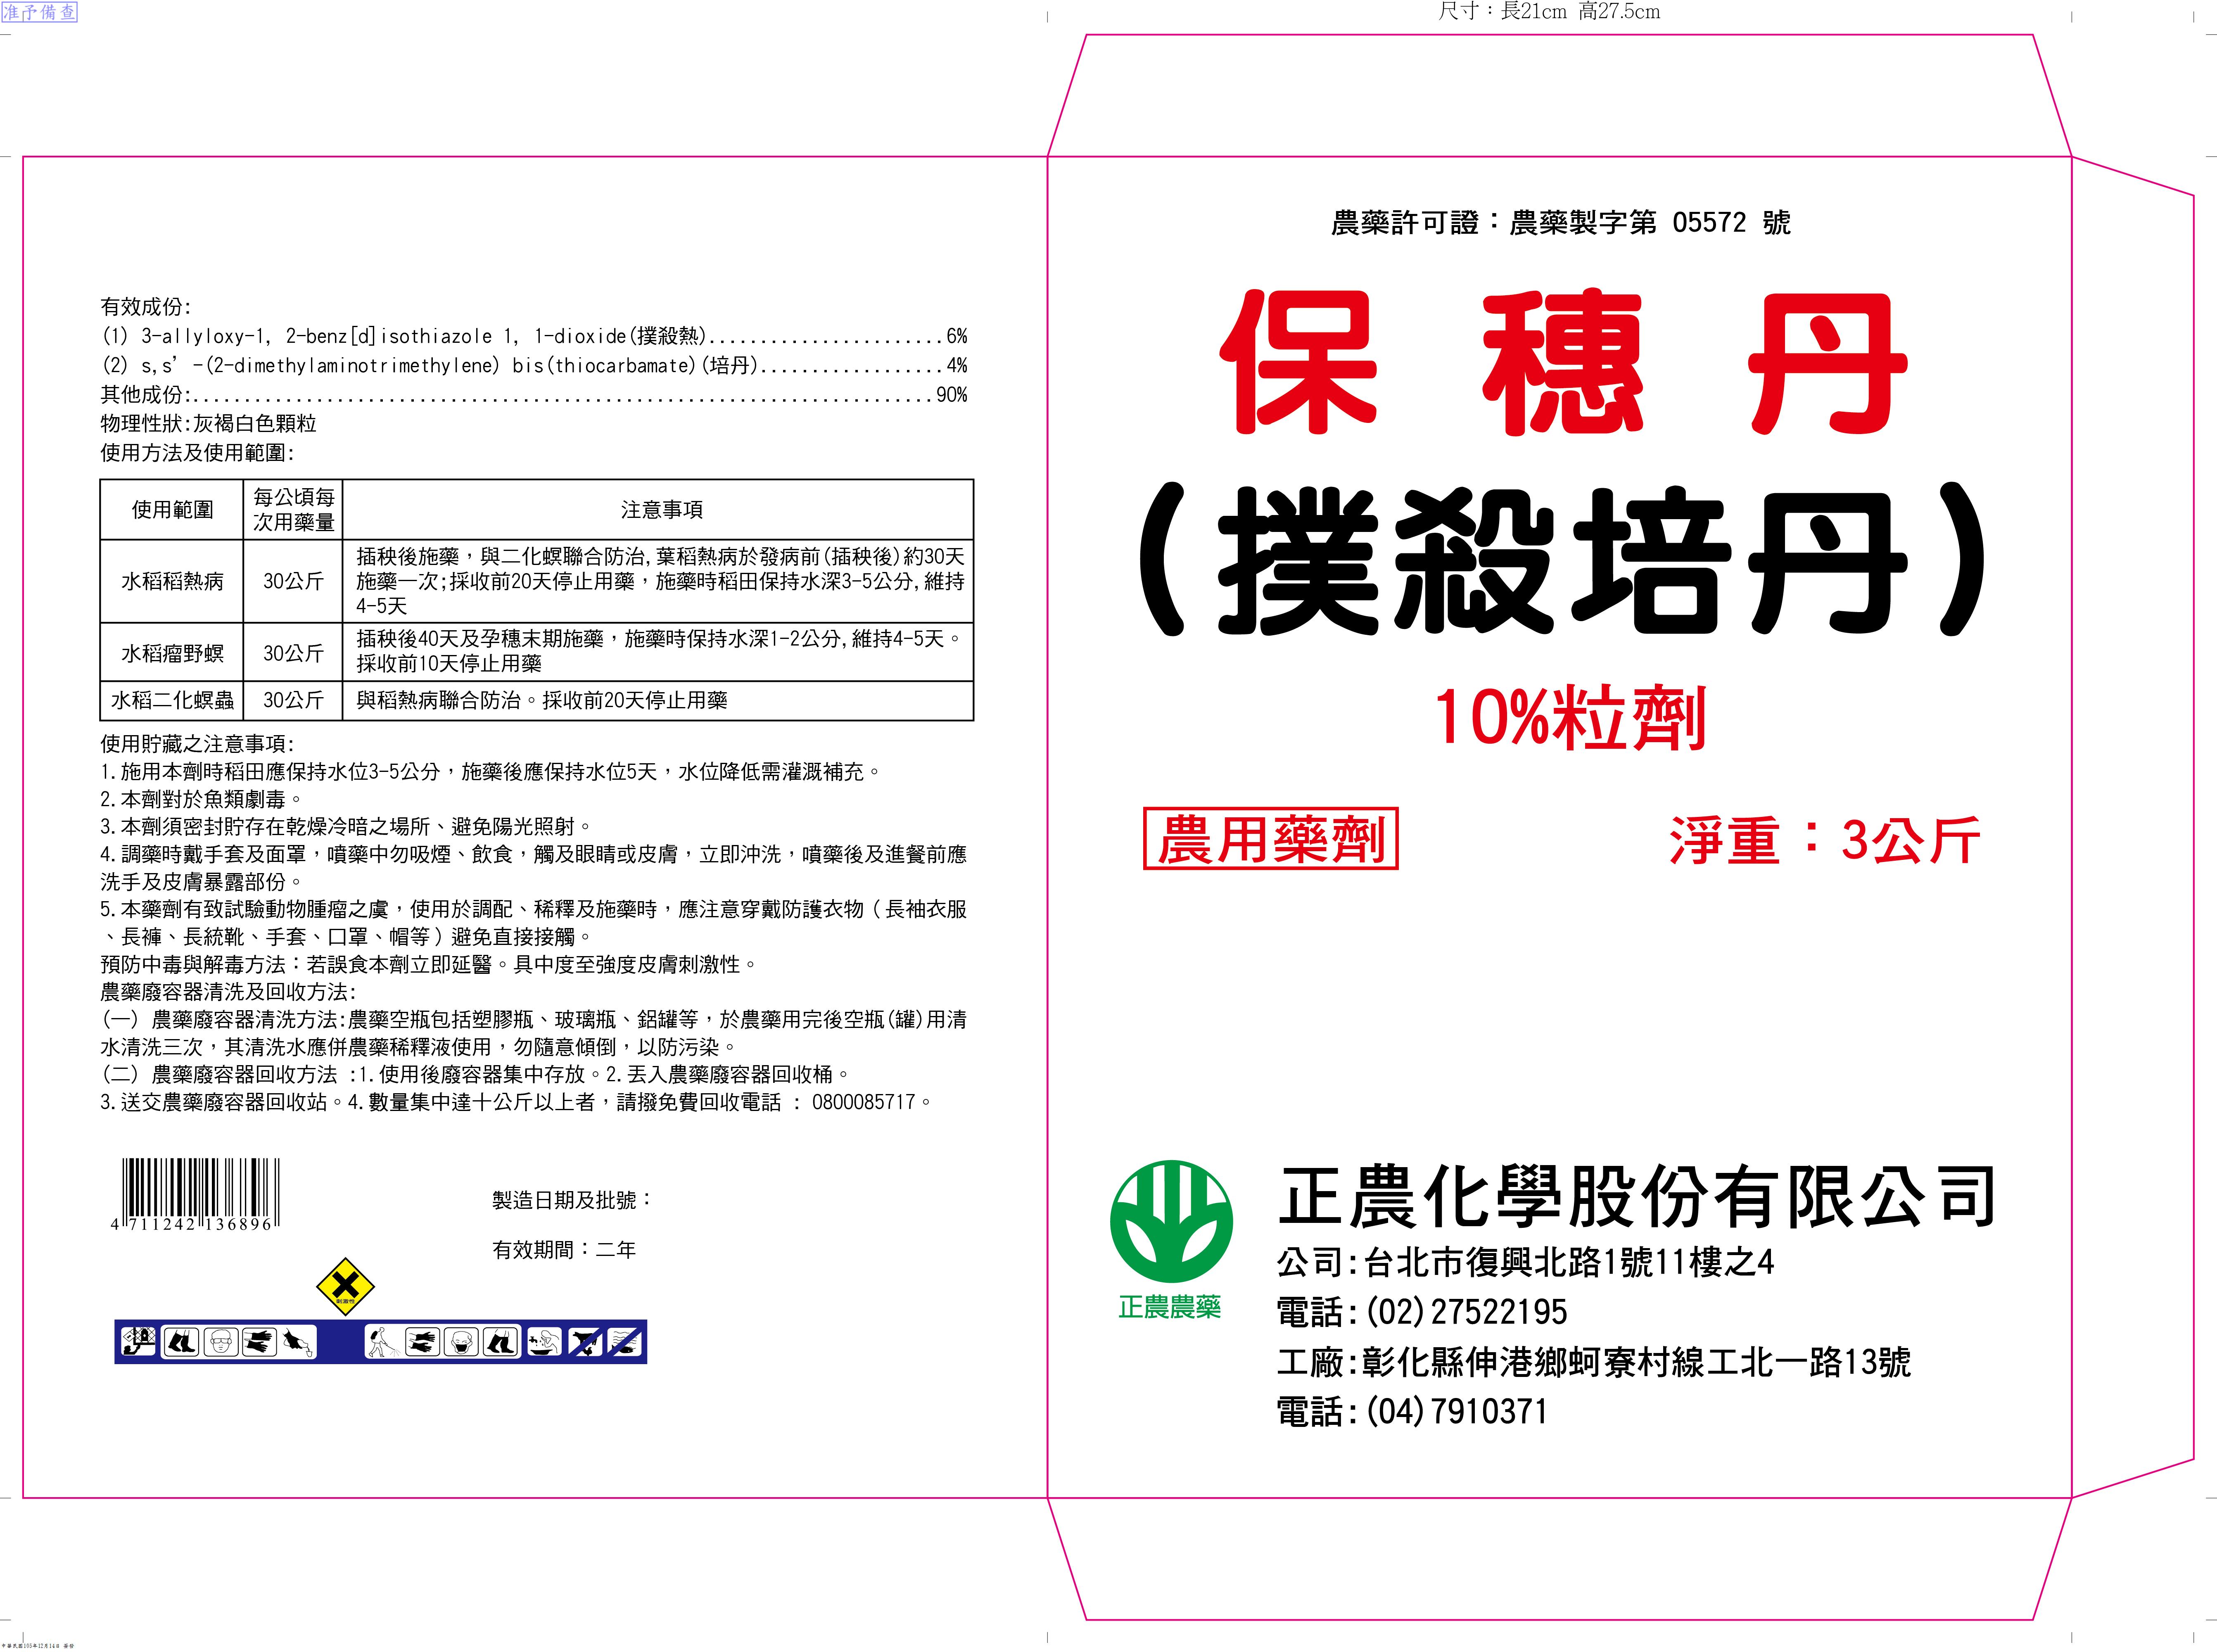 准予備查
尺寸：長21cm 高27.5cm
有效成份:
(1) 3-allyloxy-1, 2-benz[d]isothiazole 1, 1-dioxide(撲殺熱).......................6%
(2) s,s’-(2-dimethylaminotrimethylene) bis(thiocarbamate)(培丹)..................4%
其他成份:........................................................................90%
物理性狀:灰褐白色顆粒
使用方法及使用範圍:
使用範圍
每公頃每
次用藥量
注意事項
水稻稻熱病
30公斤
插秧後施藥，與二化螟聯合防治,葉稻熱病於發病前(插秧後)約30天
施藥一次;採收前20天停止用藥，施藥時稻田保持水深3-5公分,維持
4-5天
水稻瘤野螟
30公斤
插秧後40天及孕穗末期施藥，施藥時保持水深1-2公分,維持4-5天。
採收前10天停止用藥
水稻二化螟蟲
30公斤
與稻熱病聯合防治。採收前20天停止用藥
使用貯藏之注意事項:
1.施用本劑時稻田應保持水位3-5公分，施藥後應保持水位5天，水位降低需灌溉補充。
2.本劑對於魚類劇毒。
3.本劑須密封貯存在乾燥冷暗之場所、避免陽光照射。
4.調藥時戴手套及面罩，噴藥中勿吸煙、飲食，觸及眼睛或皮膚，立即沖洗，噴藥後及進餐前應
洗手及皮膚暴露部份。
5.本藥劑有致試驗動物腫瘤之虞，使用於調配、稀釋及施藥時，應注意穿戴防護衣物（長袖衣服
、長褲、長統靴、手套、口罩、帽等）避免直接接觸。
預防中毒與解毒方法：若誤食本劑立即延醫。具中度至強度皮膚刺激性。
農藥廢容器清洗及回收方法:
(一) 農藥廢容器清洗方法:農藥空瓶包括塑膠瓶、玻璃瓶、鋁罐等，於農藥用完後空瓶(罐)用清
水清洗三次，其清洗水應併農藥稀釋液使用，勿隨意傾倒，以防污染。
(二) 農藥廢容器回收方法 :1.使用後廢容器集中存放。2.丟入農藥廢容器回收桶。
3.送交農藥廢容器回收站。4.數量集中達十公斤以上者，請撥免費回收電話 : 0800085717。
4 711242 136896
製造日期及批號：
有效期間：二年
刺激性
農藥許可證：農藥製字第 05572 號
保穗丹
(撲殺培丹)
10%粒劑
農用藥劑
淨重：3公斤
正農農藥
正農化學股份有限公司
公司:台北市復興北路1號11樓之4
電話:(02)27522195
工廠:彰化縣伸港鄉蚵寮村線工北一路13號
電話:(04)7910371